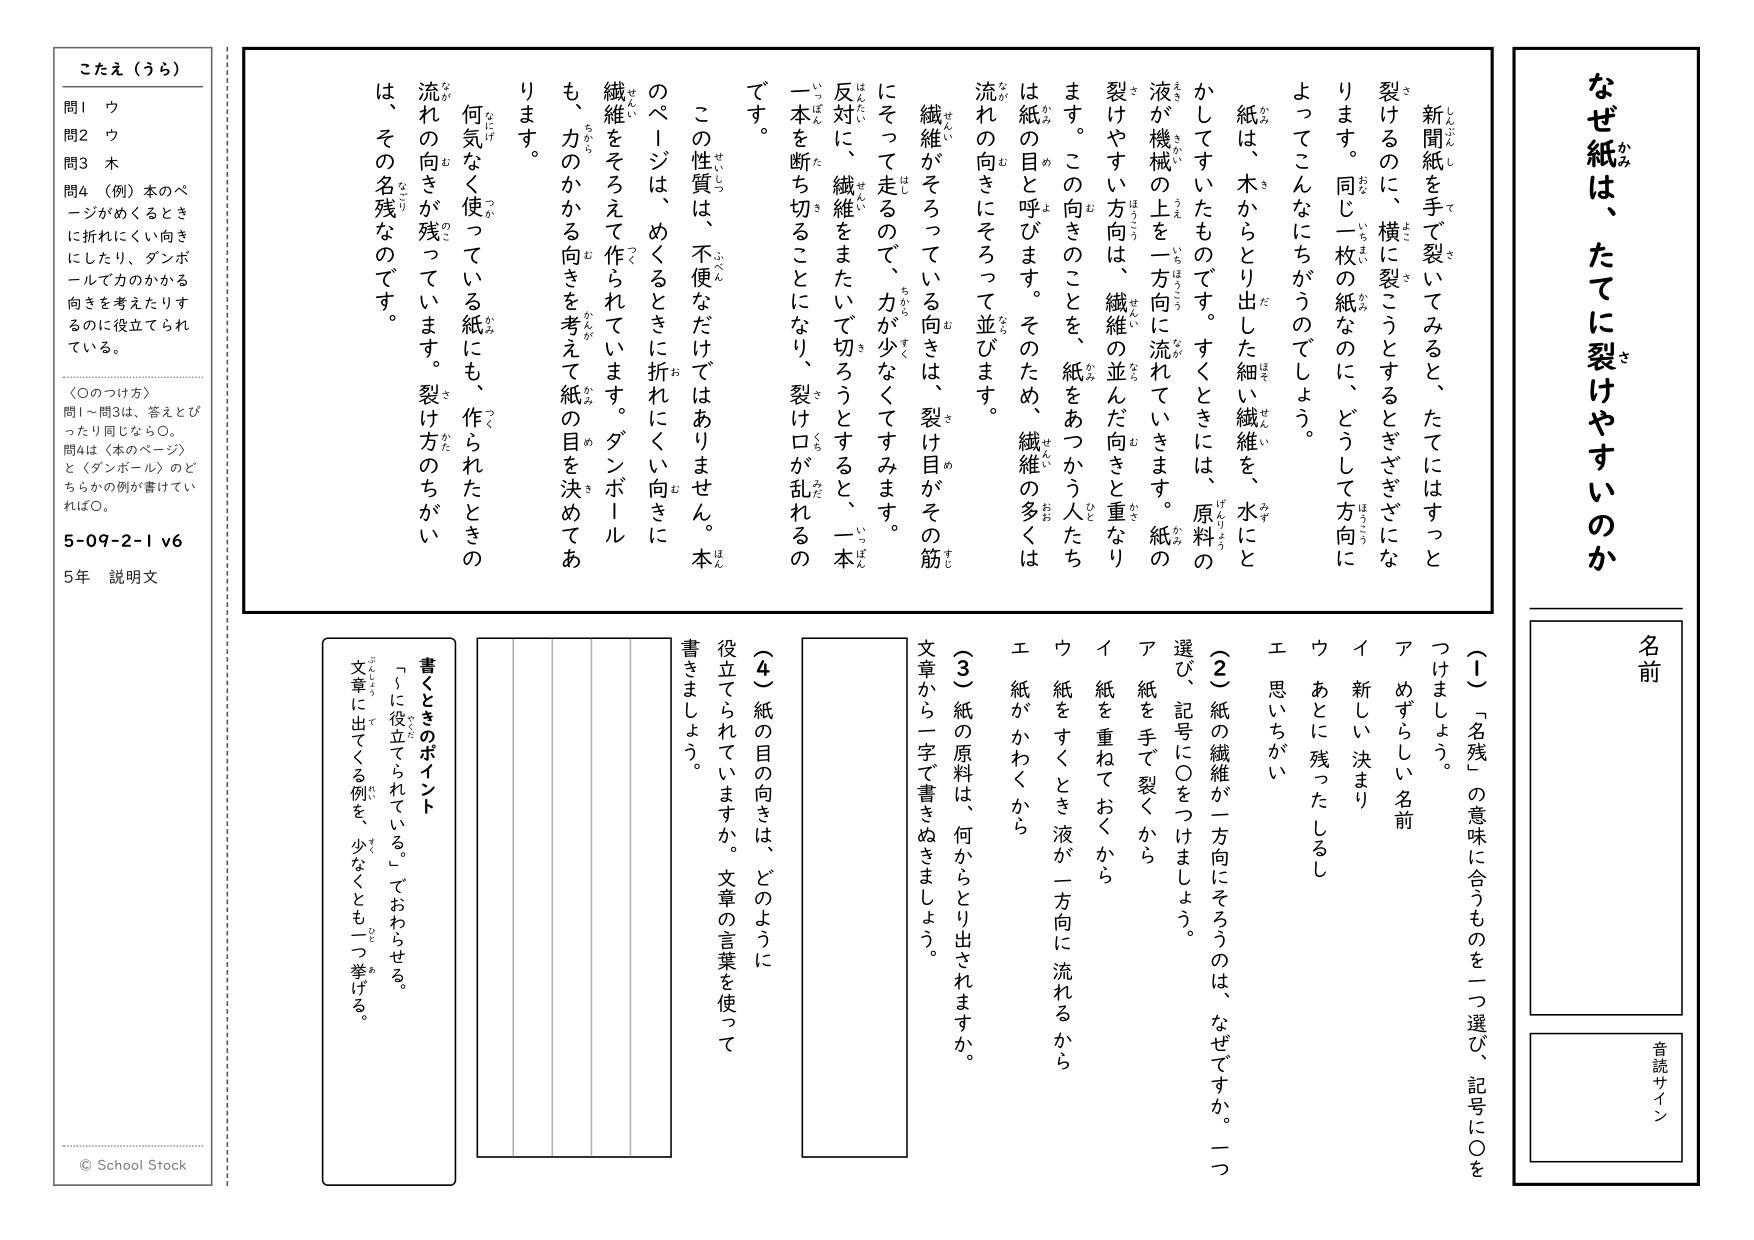 なぜ紙は、たてに裂けやすいのか
名前
音読サイン
新聞紙を手で裂いてみると、たてにはすっと
裂けるのに、横に裂こうとするとぎざぎざにな
ります。同じ一枚の紙なのに、どうして方向に
よってこんなにちがうのでしょう。
紙は、木からとり出した細い繊維を、水にと
かしてすいたものです。すくときには、原料の
液が機械の上を一方向に流れていきます。紙の
裂けやすい方向は、繊維の並んだ向きと重なり
ます。この向きのことを、紙をあつかう人たち
は紙の目と呼びます。そのため、繊維の多くは
流れの向きにそろって並びます。
繊維がそろっている向きは、裂け目がその筋
にそって走るので、力が少なくてすみます。
反対に、繊維をまたいで切ろうとすると、一本
一本を断ち切ることになり、裂け口が乱れるの
です。
この性質は、不便なだけではありません。本
のページは、めくるときに折れにくい向きに
繊維をそろえて作られています。ダンボール
も、力のかかる向きを考えて紙の目を決めてあ
ります。
何気なく使っている紙にも、作られたときの
流れの向きが残っています。裂け方のちがい
は、その名残なのです。
(1)「名残」の意味に合うものを一つ選び、記号に〇を
つけましょう。
ア めずらしい名前
イ 新しい決まり
ウ あとに残ったしるし
エ 思いちがい
(2)紙の繊維が一方向にそろうのは、なぜですか。一つ
選び、記号に〇をつけましょう。
ア 紙を手で裂くから
イ 紙を重ねておくから
ウ 紙をすくとき液が一方向に流れるから
エ 紙がかわくから
(3)紙の原料は、何からとり出されますか。
文章から一字で書きぬきましょう。
(4)紙の目の向きは、どのように
役立てられていますか。文章の言葉を使って
書きましょう。
書くときのポイント
「〜に役立てられている。」でおわらせる。
文章に出てくる例を、少なくとも一つ挙げる。
こたえ(うら)
問1 ウ
問2 ウ
問3 木
問4 (例)本のペ
ージがめくるとき
に折れにくい向き
にしたり、ダンボ
ールで力のかかる
向きを考えたりす
るのに役立てられ
ている。
〈〇のつけ方〉
問1〜問3は、答えとぴ
ったり同じなら〇。
問4は〈本のページ〉
と〈ダンボール〉のど
ちらかの例が書けてい
れば〇。
5-09-2-1 v6
5年 説明文
© School Stock